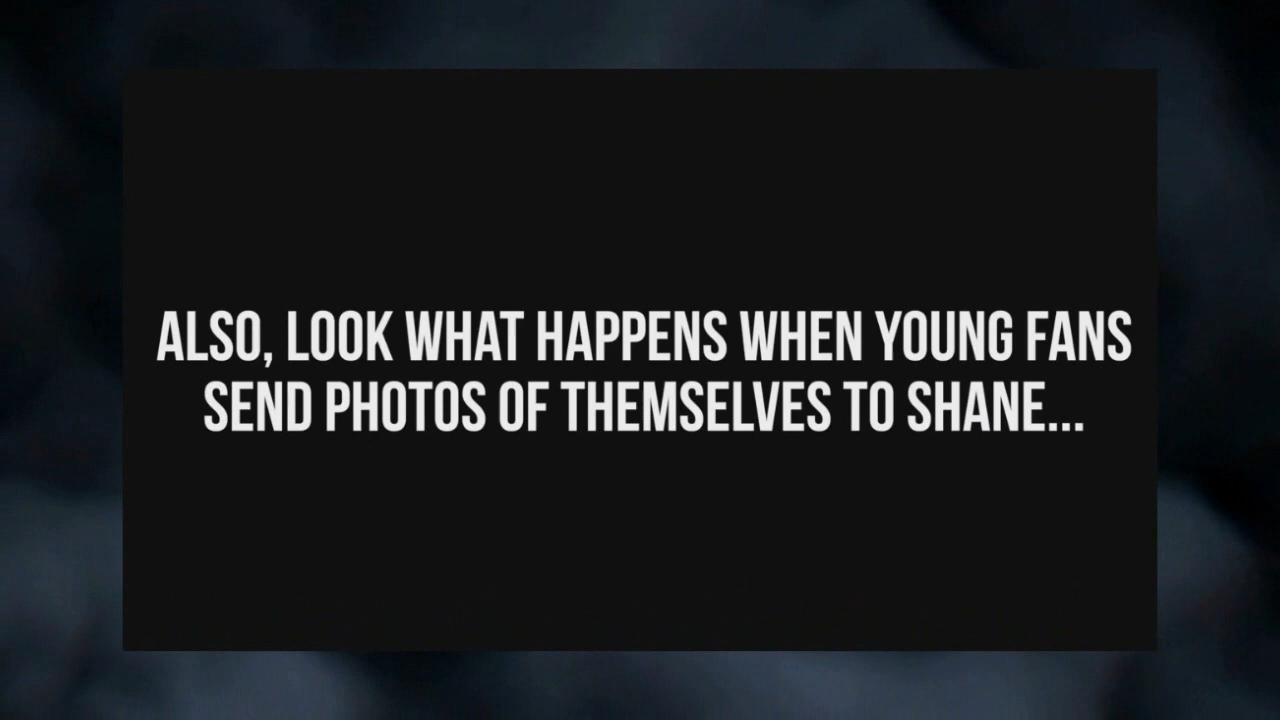 ALSO, LOOK WHAT HAPPENS WHEN YOUNG FANS
SEND PHOTOS OF THEMSELVES TO SHANE...